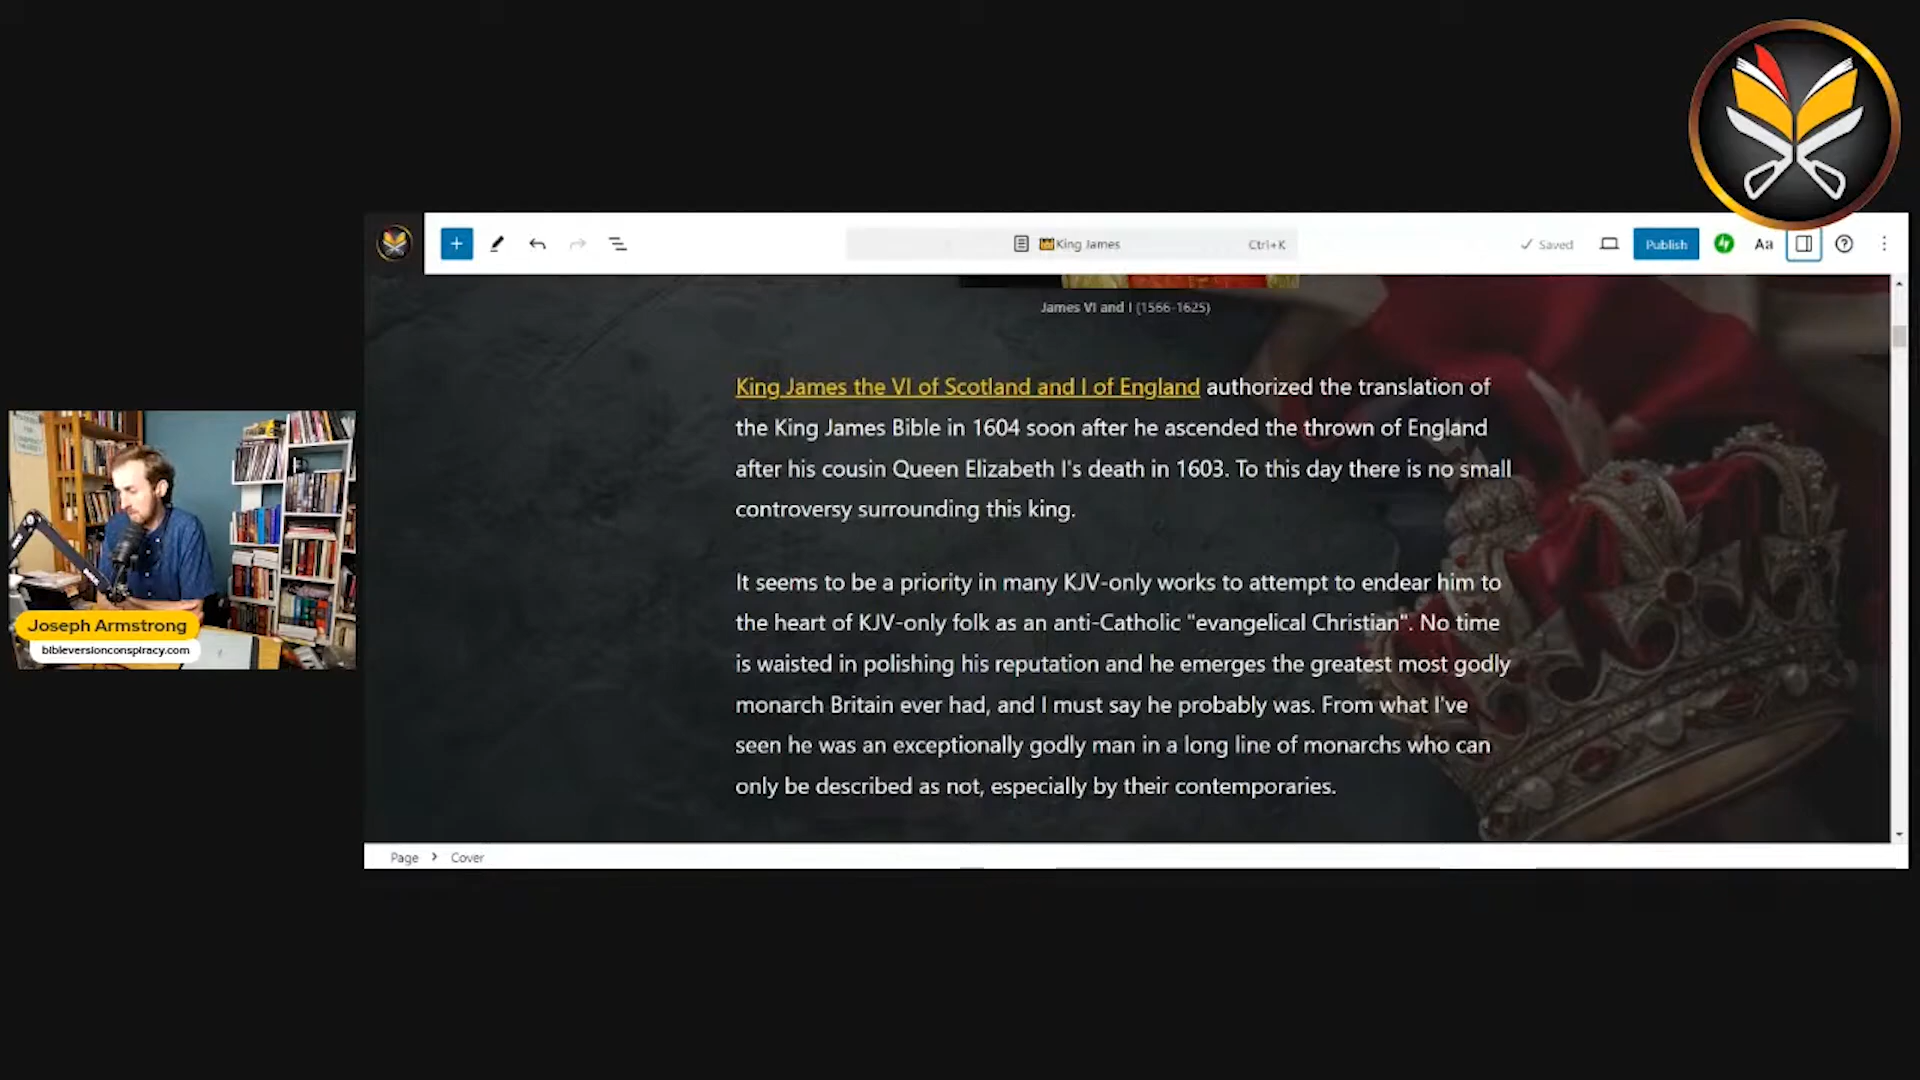 King James
Ctrl+K
Saved
Publish
Aa
James VI and I (1566-1625)
King James the VI of Scotland and I of England authorized the translation of
the King James Bible in 1604 soon after he ascended the thrown of England
after his cousin Queen Elizabeth I's death in 1603. To this day there is no small
controversy surrounding this king.
It seems to be a priority in many KJV-only works to attempt to endear him to
the heart of KJV-only folk as an anti-Catholic "evangelical Christian". No time
is waisted in polishing his reputation and he emerges the greatest most godly
monarch Britain ever had, and I must say he probably was. From what I've
seen he was an exceptionally godly man in a long line of monarchs who can
only be described as not, especially by their contemporaries.
Joseph Armstrong
bibleversionconspiracy.com
Page
Cover